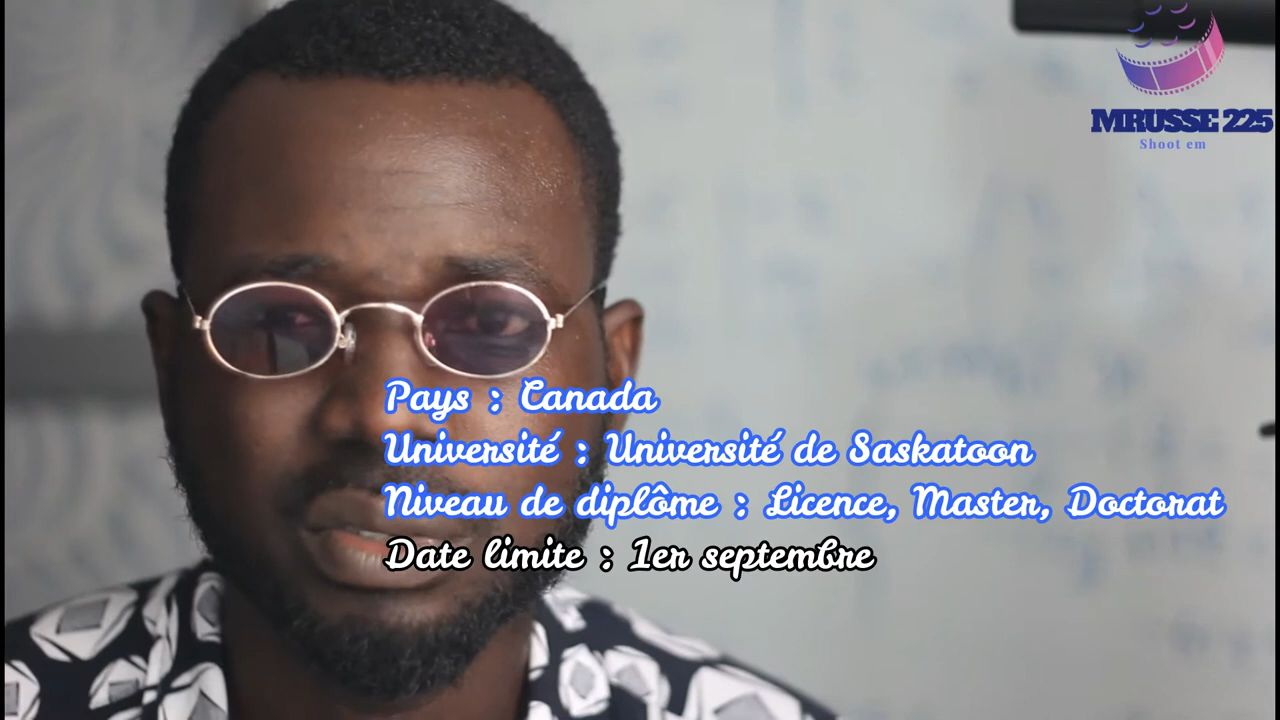 MRUSSE 225
Shoot em
Pays : Canada
Université : Université de Saskatoon
Niveau de diplôme : Licence, Master, Doctorat
Date limite : 1er septembre